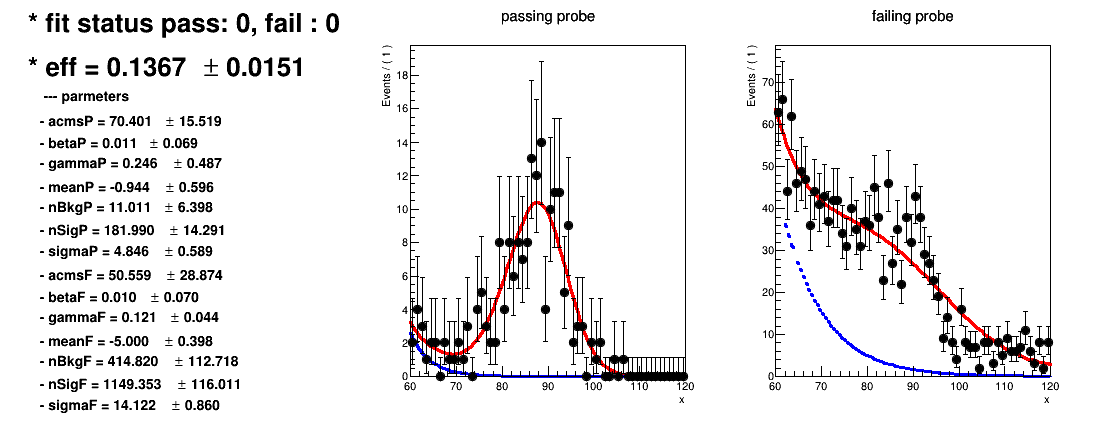 * fit status pass: 0, fail : 0
* eff = 0.1367 ± 0.0151
--- parmeters
- acmsP = 70.401 ± 15.519
- betaP = 0.011 ± 0.069
- gammaP = 0.246 ± 0.487
- meanP = -0.944 ± 0.596
- nBkgP = 11.011 ± 6.398
- nSigP = 181.990 ± 14.291
- sigmaP = 4.846 ± 0.589
- acmsF = 50.559 ± 28.874
- betaF = 0.010 ± 0.070
- gammaF = 0.121 ± 0.044
- meanF = -5.000 ± 0.398
- nBkgF = 414.820 ± 112.718
- nSigF = 1149.353 ± 116.011
- sigmaF = 14.122 ± 0.860
passing probe
Events / ( 1 )
18
16
14
12
10
8
6
4
2
0
60 70 80 90 100 110 120
x
failing probe
Events / ( 1 )
70
60
50
40
30
20
10
0
60 70 80 90 100 110 120
x